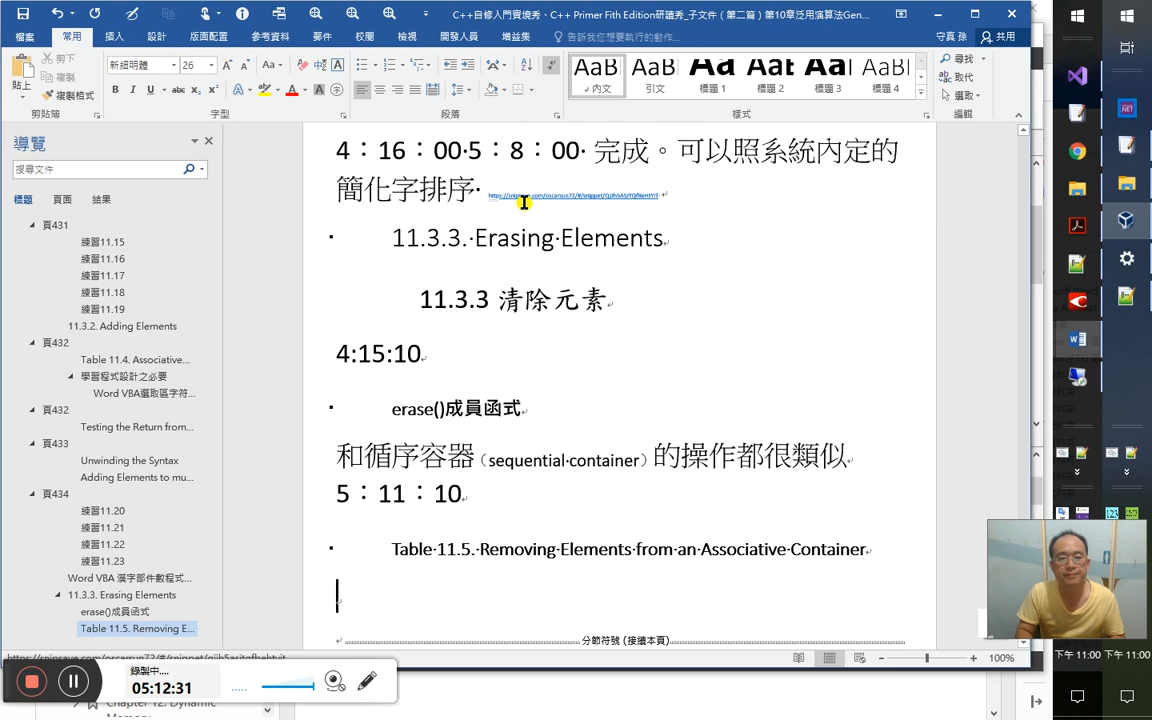 C++自修入門實境秀、C++ Primer Fith Edition研讀秀_子文件（第二篇）第10章泛用演算法Gen...
檔案 常用 插入 設計 版面配置 參考資料 郵件 校閱 檢視 開發人員 增益集 告訴我您想要執行的動作... 守真 孫 共用
貼上
剪下
複製
複製格式
新細明體 26
AaB AaBb AaB AaB AaB AaBl
內文 引文 標題 1 標題 2 標題 3 標題 4
尋找
取代
選取
剪貼簿 字型 段落 樣式 編輯
導覽
搜尋文件
標題 頁面 結果
頁431
練習11.15
練習11.16
練習11.17
練習11.18
練習11.19
11.3.2. Adding Elements
頁432
Table 11.4. Associative...
學習程式設計之必要
Word VBA選取區字符...
頁432
Testing the Return from...
頁433
Unwinding the Syntax
Adding Elements to mu...
頁434
練習11.20
練習11.21
練習11.22
練習11.23
Word VBA 漢字部件數程式...
11.3.3. Erasing Elements
erase()成員函式
Table 11.5. Removing E...
4：16：00·5：8：00· 完成。可以照系統內定的
簡化字排序·
11.3.3.·Erasing·Elements
11.3.3 清除元素
4:15:10
erase()成員函式
和循序容器（sequential·container）的操作都很類似
5：11：10
Table·11.5.·Removing·Elements·from·an·Associative·Container
分節符號 (接續本頁)
100%
錄製中....
05:12:31
Chapter 12. Dynamic
下午 11:00 下午 11:00